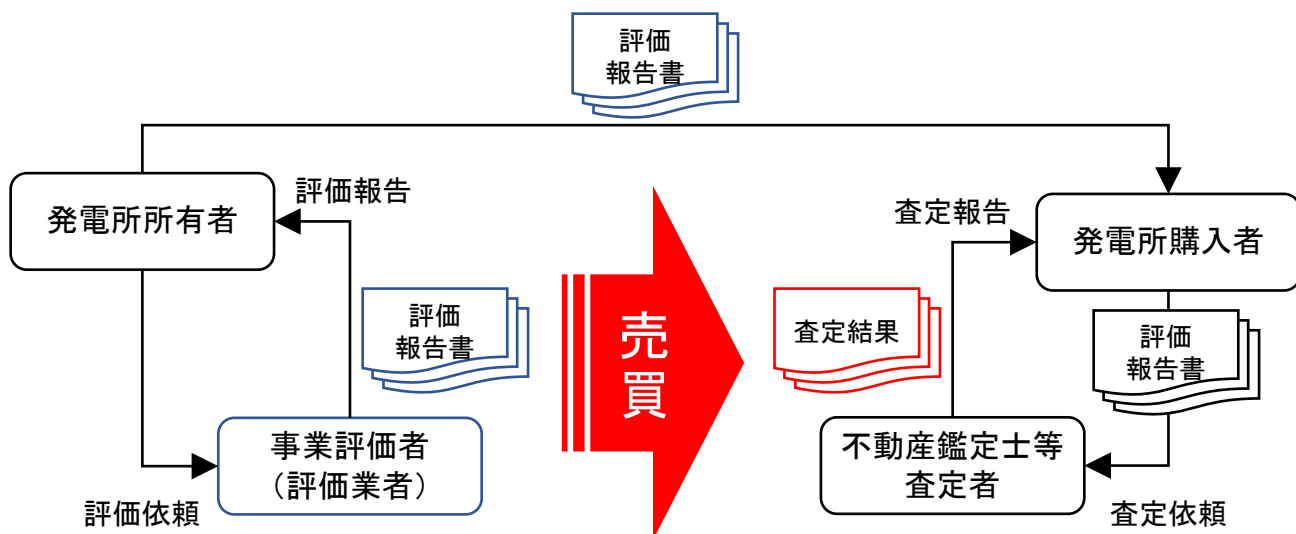 評価
報告書
発電所所有者
評価報告
査定報告
発電所購入者
評価
報告書
売
買
査定結果
評価
報告書
事業評価者
（評価業者）
不動産鑑定士等
査定者
評価依頼
査定依頼